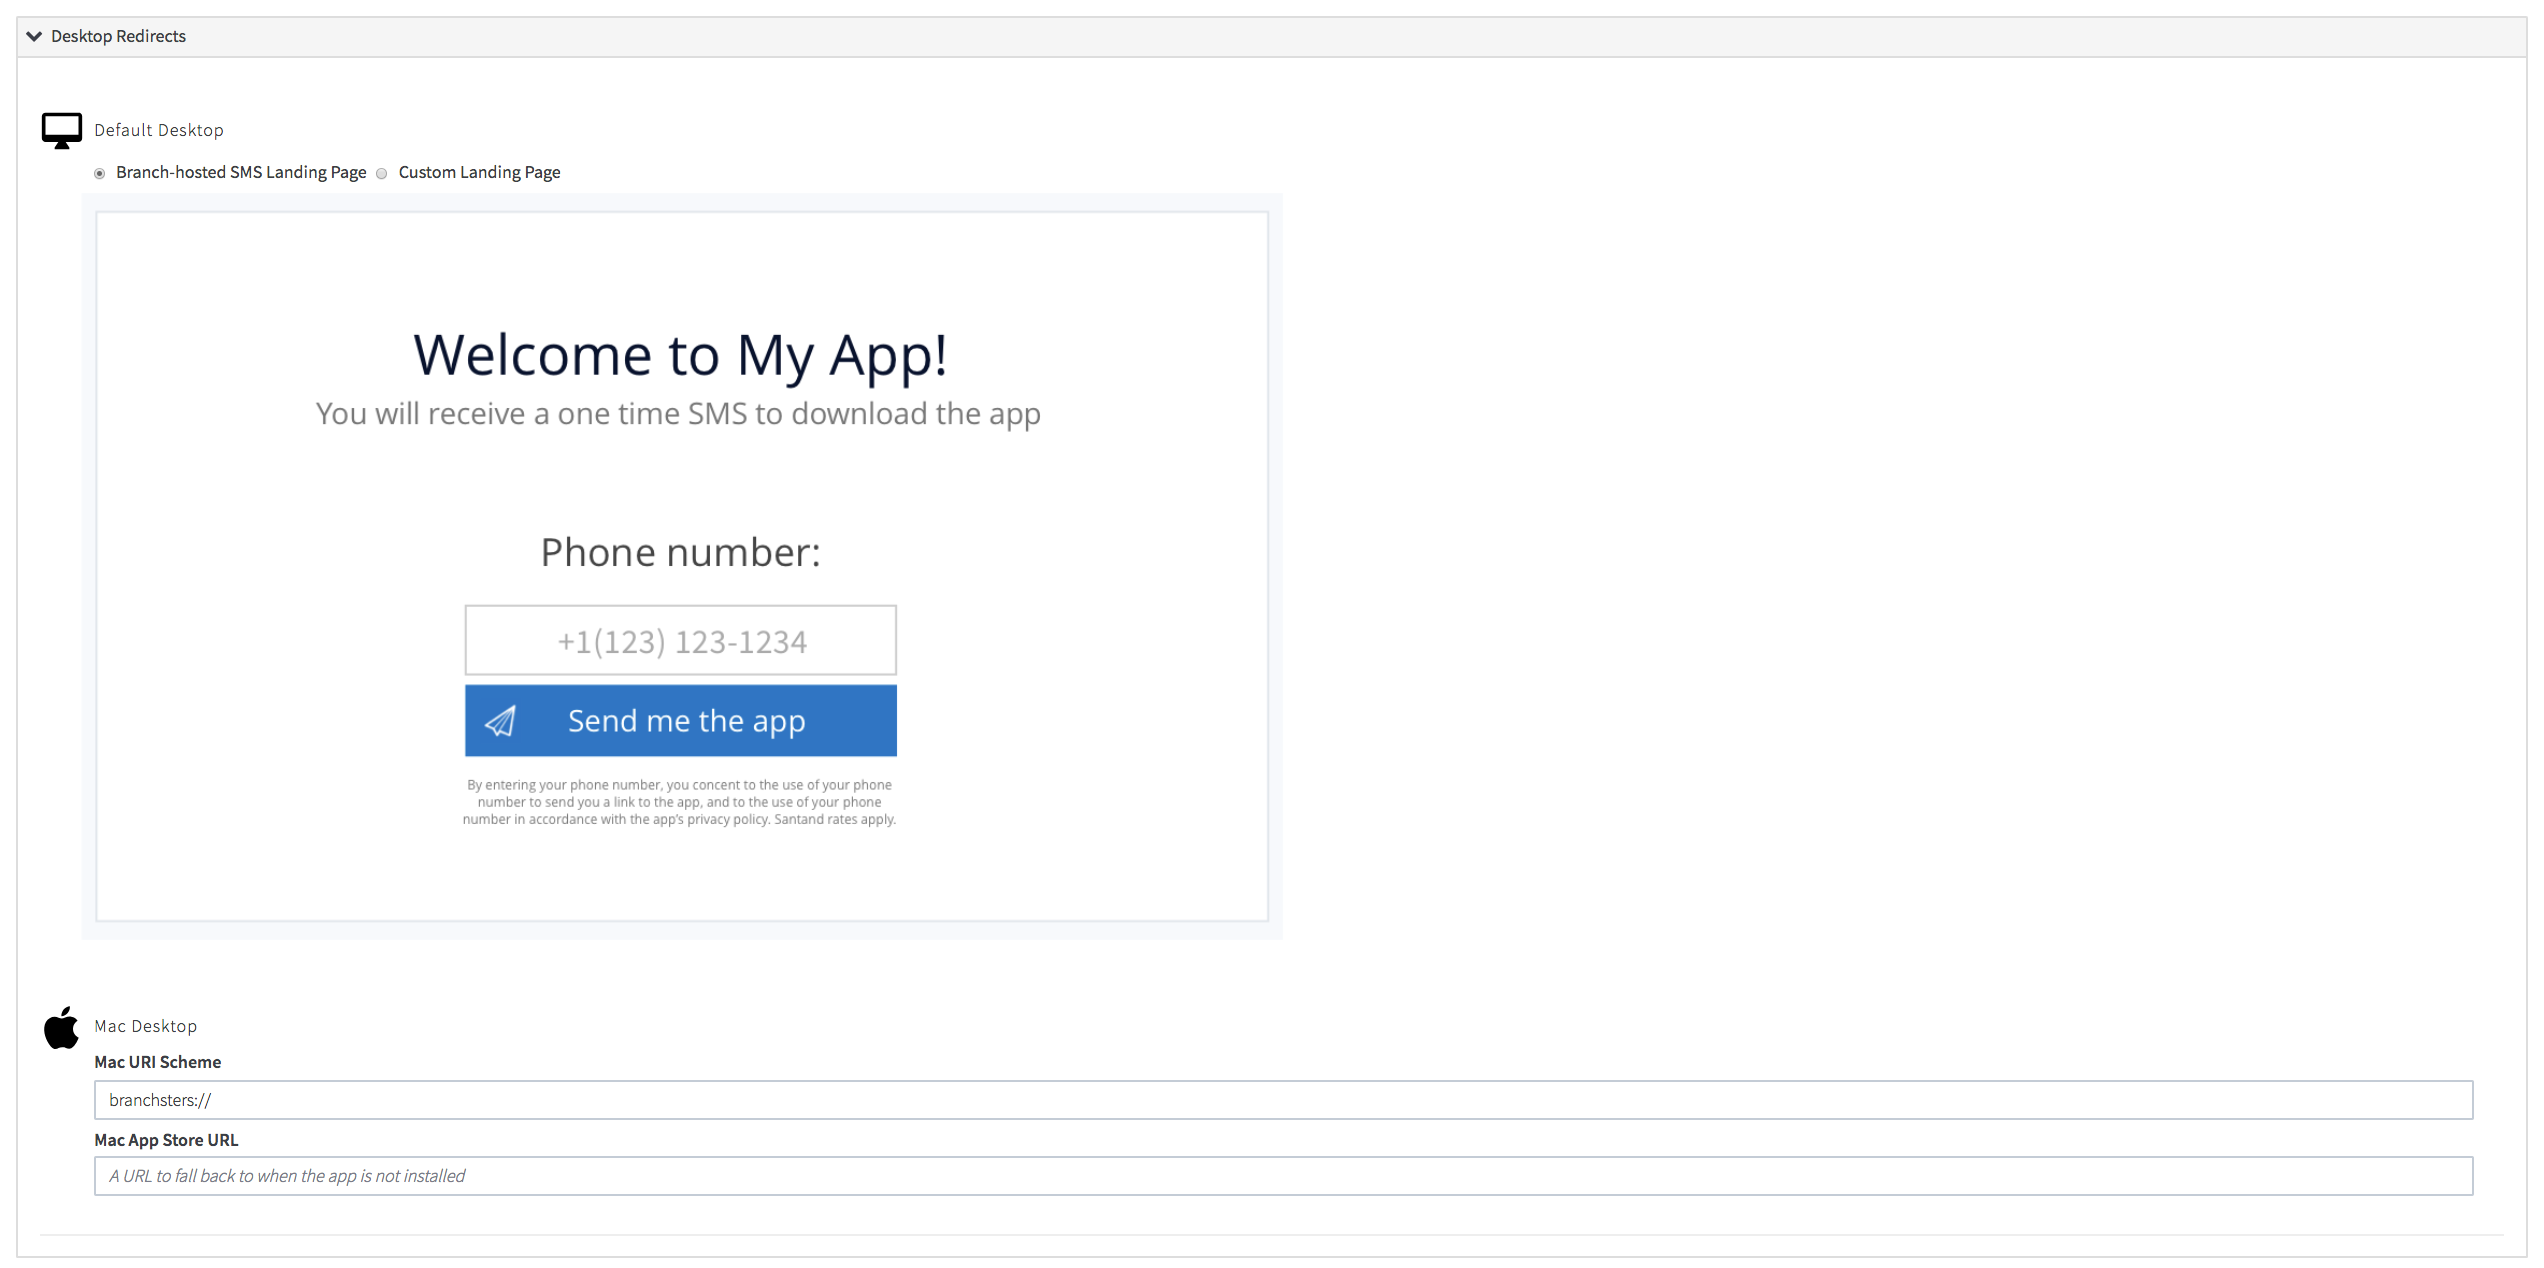 Desktop Redirects
Default Desktop
Branch-hosted SMS Landing Page Custom Landing Page
Welcome to My App!
You will receive a one time SMS to download the app
Phone number:
+1(123) 123-1234
Send me the app
By entering your phone number, you concent to the use of your phone
number to send you a link to the app, and to the use of your phone
number in accordance with the app's privacy policy. Santand rates apply.
Mac Desktop
Mac URI Scheme
branchsters://
Mac App Store URL
A URL to fall back to when the app is not installed